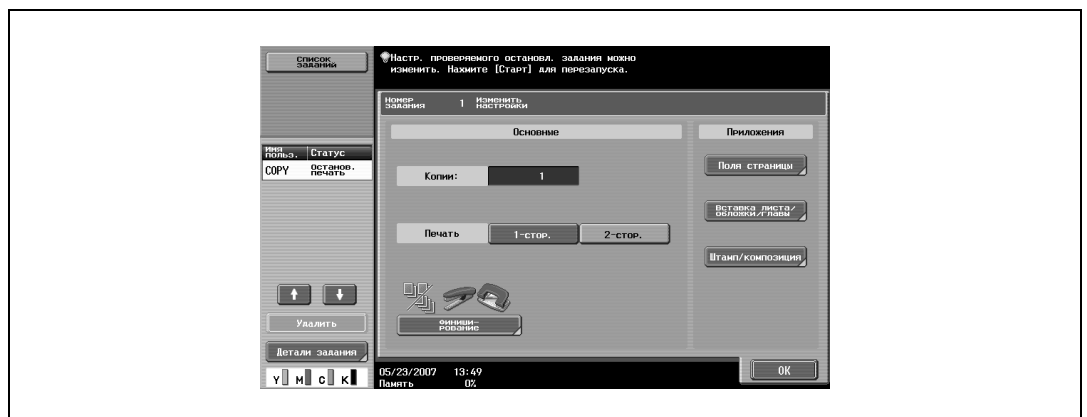 Список
заданий
Настр. проверяемого остановл. задания можно
изменить. Нажмите [Старт] для перезапуска.
Номер
задания 1 Изменить
настройки
Основные
Приложения
Имя
польз. Статус
COPY Останов.
печать
Копии: 1
Поля страницы
Вставка листа/
обложки/главы
Печать 1-стор. 2-стор.
Штамп/композиция
Финиши-
рование
Удалить
Детали задания
Y M C K
05/23/2007 13:49
Память 0%
OK